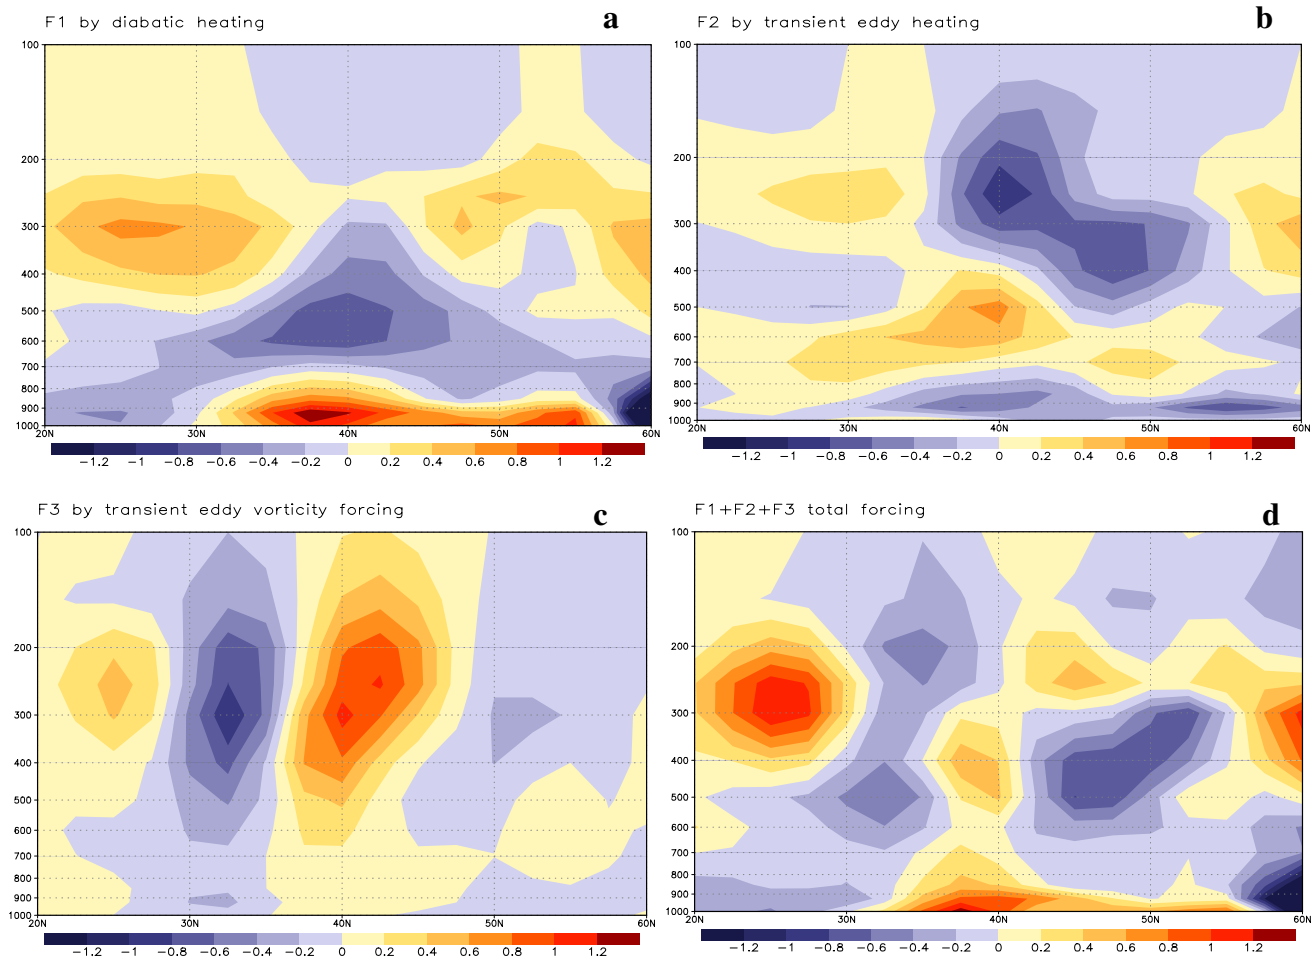 F1 by diabatic heating
a
100
200
300
400
500
600
700
800
900
1000
20N 30N 40N 50N 60N
−1.2 −1 −0.8 −0.6 −0.4 −0.2 0 0.2 0.4 0.6 0.8 1 1.2
F2 by transient eddy heating
b
100
200
300
400
500
600
700
800
900
1000
20N 30N 40N 50N 60N
−1.2 −1 −0.8 −0.6 −0.4 −0.2 0 0.2 0.4 0.6 0.8 1 1.2
F3 by transient eddy vorticity forcing
c
100
200
300
400
500
600
700
800
900
1000
20N 30N 40N 50N 60N
−1.2 −1 −0.8 −0.6 −0.4 −0.2 0 0.2 0.4 0.6 0.8 1 1.2
F1+F2+F3 total forcing
d
100
200
300
400
500
600
700
800
900
1000
20N 30N 40N 50N 60N
−1.2 −1 −0.8 −0.6 −0.4 −0.2 0 0.2 0.4 0.6 0.8 1 1.2